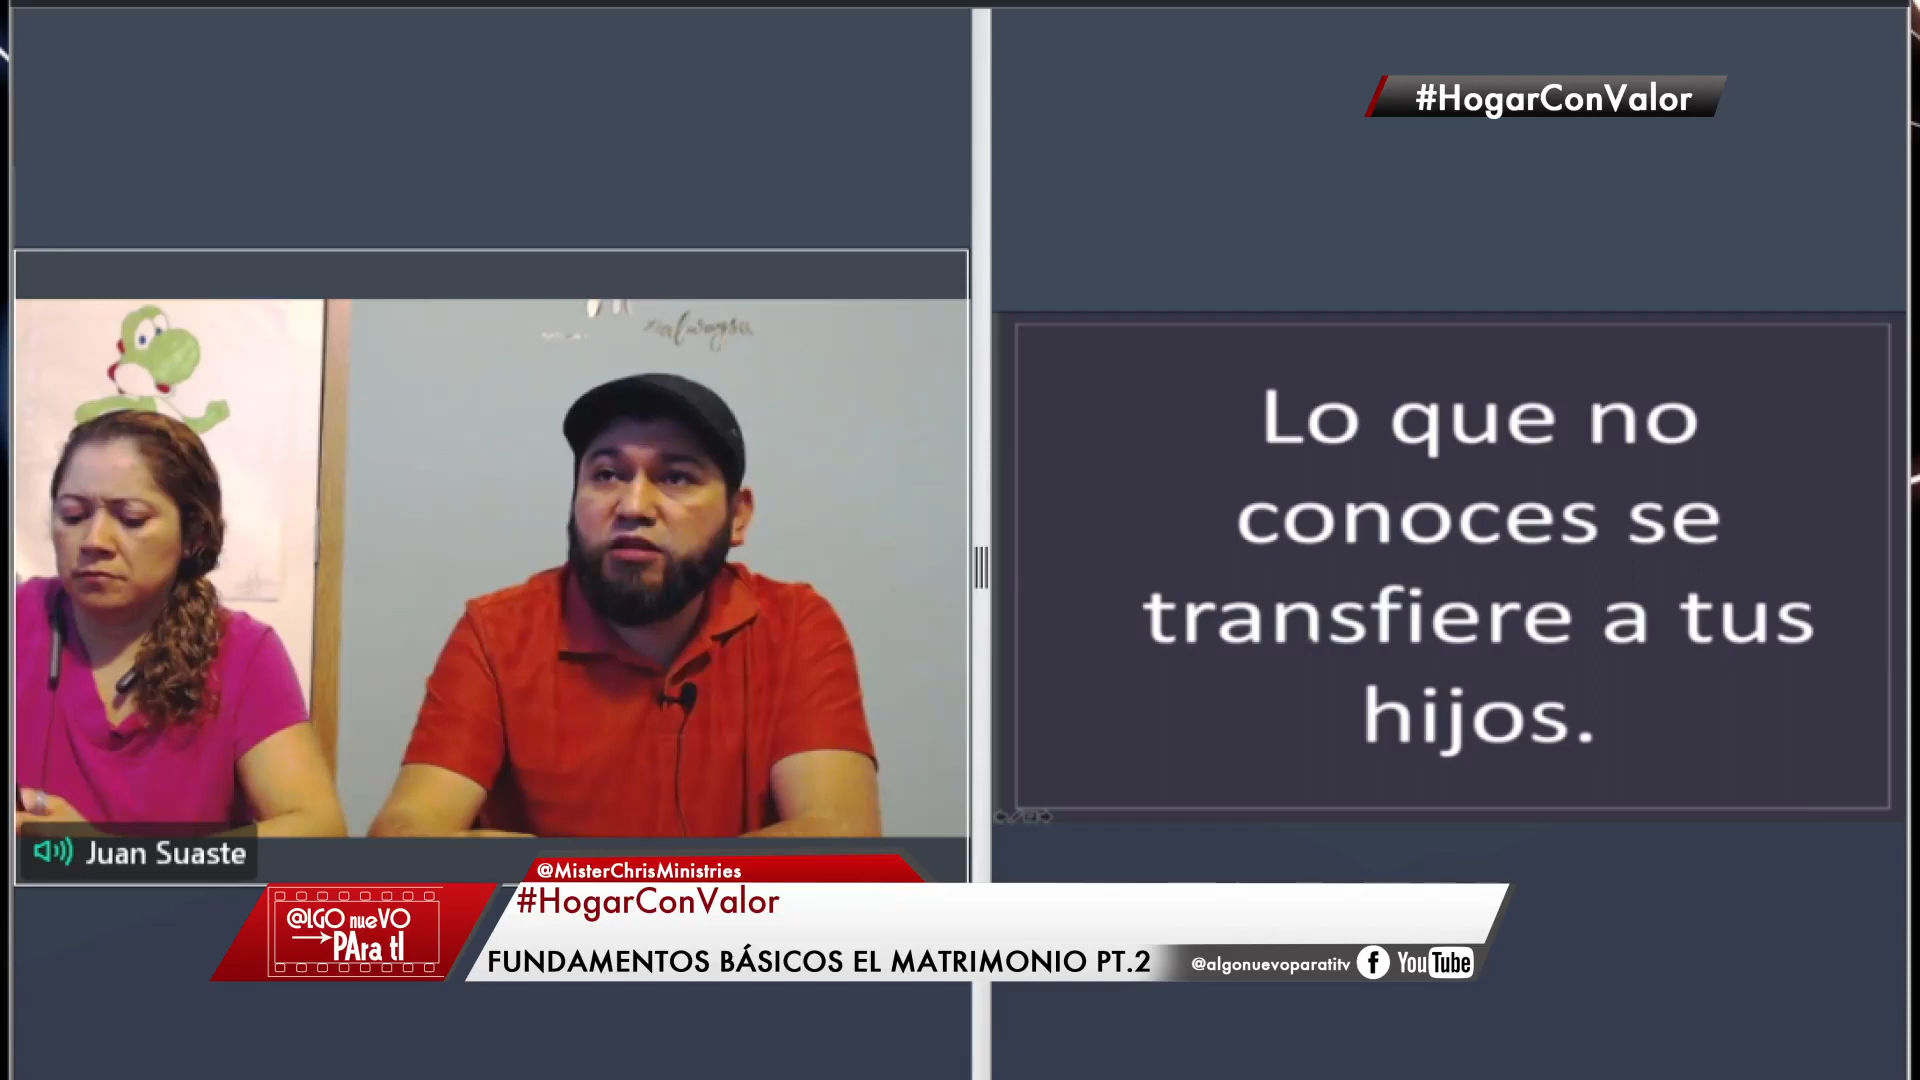 #HogarConValor
always
Lo que no
conoces se
transfiere a tus
hijos.
Juan Suaste
@MisterChrisMinistries
#HogarConValor
@LGO nueVO
PAra tI
FUNDAMENTOS BÁSICOS EL MATRIMONIO PT.2
@algonuevoparatitv f YouTube